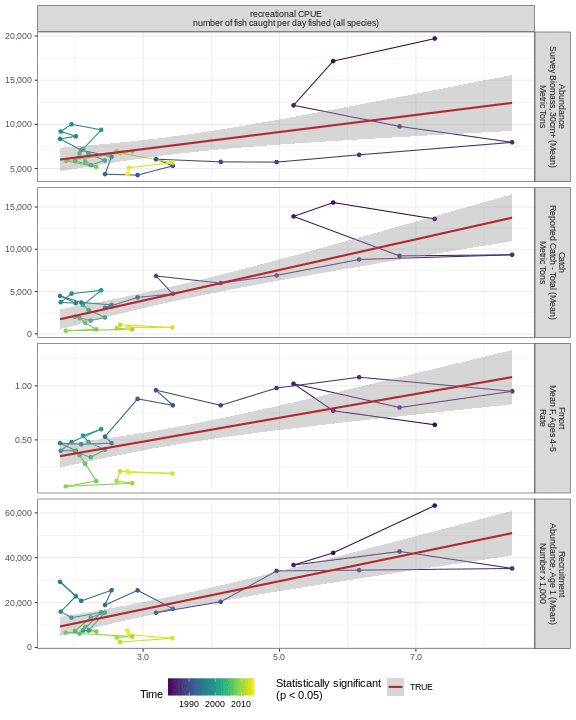 recreational CPUE
number of fish caught per day fished (all species)
20,000
15,000
10,000
5,000
Abundance
Survey Biomass, 30cm+ (Mean)
Metric Tons
15,000
10,000
5,000
0
Catch
Reported Catch - Total (Mean)
Metric Tons
1.00
0.50
Fmort
Mean F, Ages 4-5
Rate
60,000
40,000
20,000
0
Recruitment
Abundance, Age 1 (Mean)
Number x 1,000
3.0 5.0 7.0
Time
1990 2000 2010
Statistically significant
(p < 0.05)
TRUE